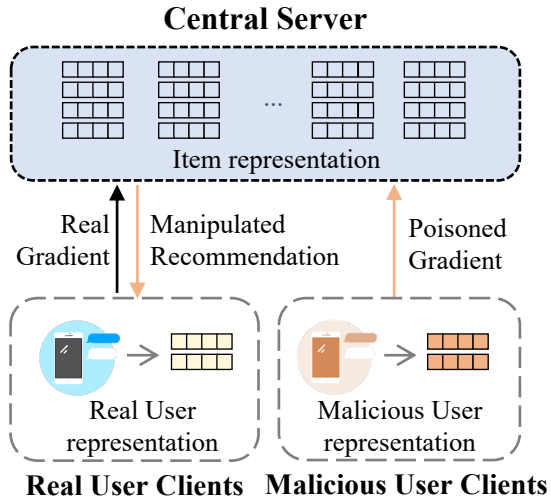 Central Server
...
Item representation
Real
Gradient
Manipulated
Recommendation
Poisoned
Gradient
Real User
representation
Malicious User
representation
Real User Clients
Malicious User Clients